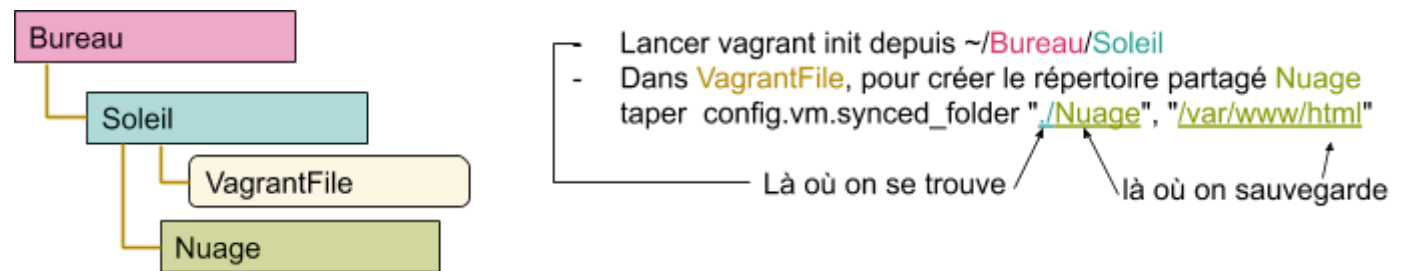 Bureau
Soleil
VagrantFile
Nuage
- Lancer vagrant init depuis ~/Bureau/Soleil
- Dans VagrantFile, pour créer le répertoire partagé Nuage
taper config.vm.synced_folder "./Nuage", "/var/www/html"
Là où on se trouve
là où on sauvegarde